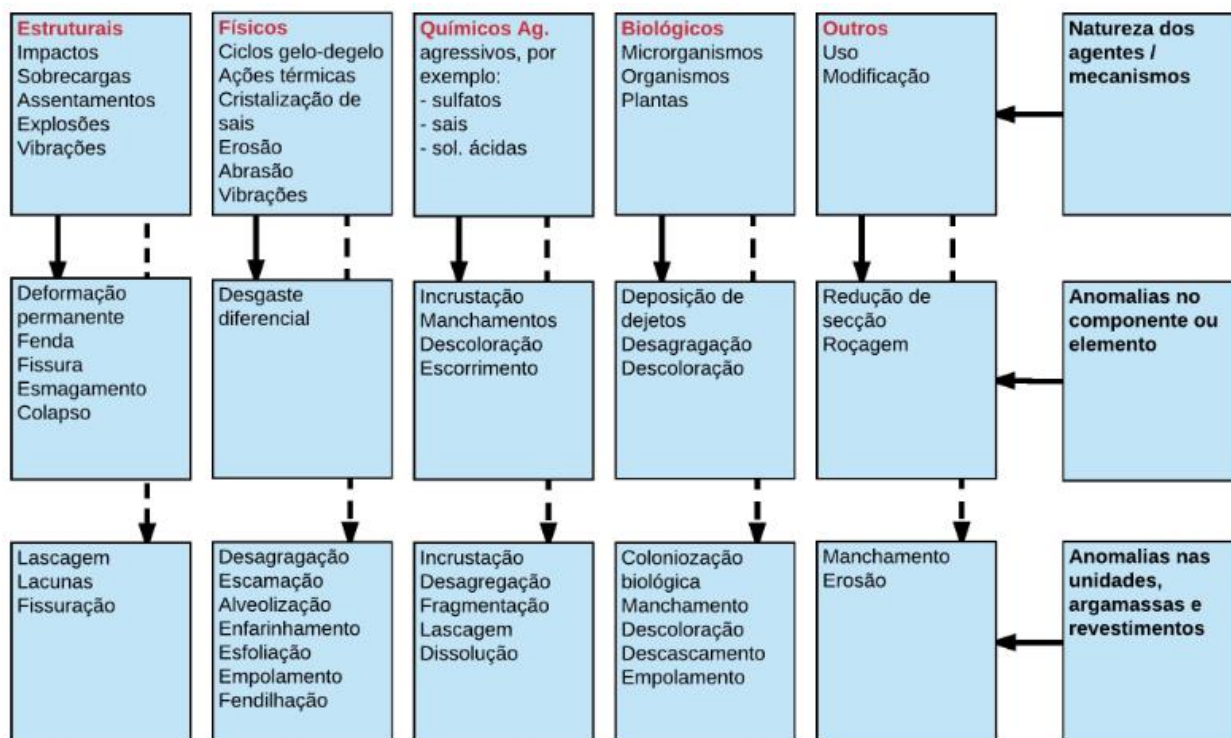 Estruturais
Impactos
Sobrecargas
Assentamentos
Explosões
Vibrações
Físicos
Ciclos gelo-degelo
Ações térmicas
Cristalização de
sais
Erosão
Abrasão
Vibrações
Químicos Ag.
agressivos, por
exemplo:
- sulfatos
- sais
- sol. ácidas
Biológicos
Microrganismos
Organismos
Plantas
Outros
Uso
Modificação
Natureza dos
agentes /
mecanismos
Deformação
permanente
Fenda
Fissura
Esmagamento
Colapso
Desgaste
diferencial
Incrustação
Manchamentos
Descoloração
Escorrimento
Deposição de
dejetos
Desagragação
Descoloração
Redução de
secção
Roçagem
Anomalias no
componente ou
elemento
Lascagem
Lacunas
Fissuração
Desagragação
Escamação
Alveolização
Enfarinhamento
Esfoliação
Empolamento
Fendilhação
Incrustação
Desagregação
Fragmentação
Lascagem
Dissolução
Coloniozação
biológica
Manchamento
Descoloração
Descascamento
Empolamento
Manchamento
Erosão
Anomalias nas
unidades,
argamassas e
revestimentos